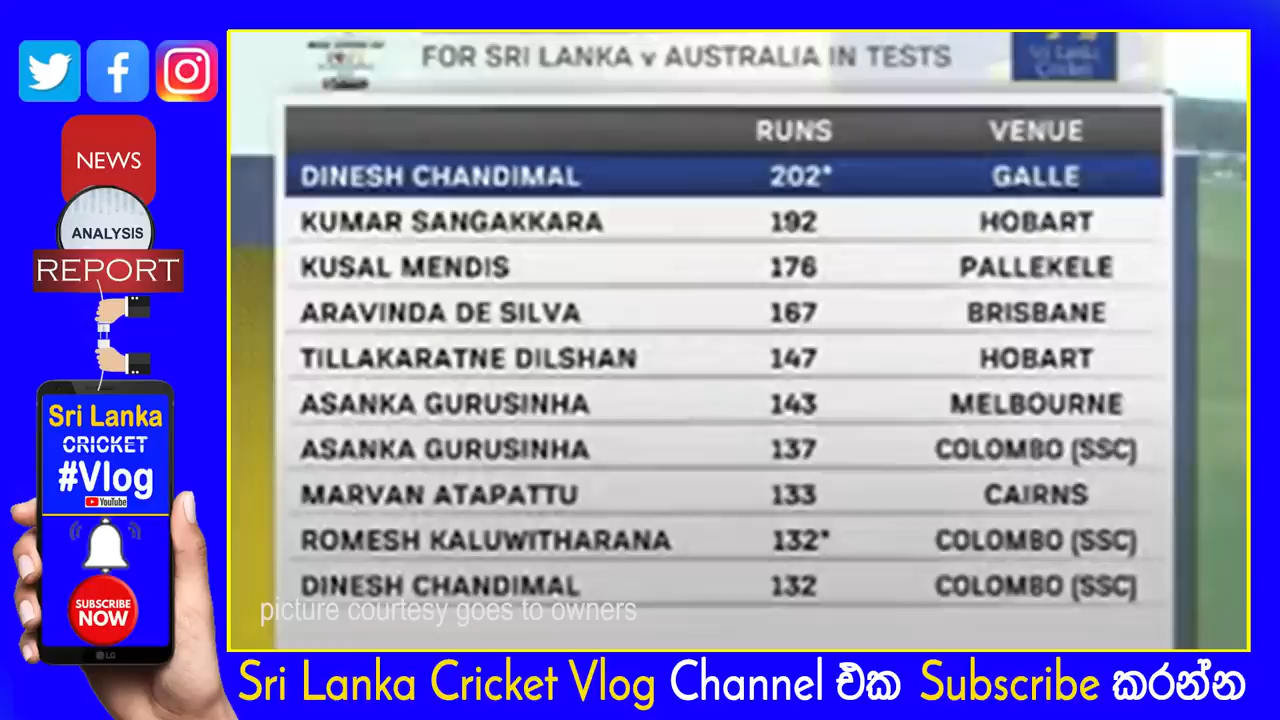 FOR SRI LANKA v AUSTRALIA IN TESTS
Sri Lanka
Cricket
RUNS VENUE
DINESH CHANDIMAL 202* GALLE
KUMAR SANGAKKARA 192 HOBART
KUSAL MENDIS 176 PALLEKELE
ARAVINDA DE SILVA 167 BRISBANE
TILLAKARATNE DILSHAN 147 HOBART
ASANKA GURUSINHA 143 MELBOURNE
ASANKA GURUSINHA 137 COLOMBO (SSC)
MARVAN ATAPATTU 133 CAIRNS
ROMESH KALUWITHARANA 132* COLOMBO (SSC)
DINESH CHANDIMAL 132 COLOMBO (SSC)
picture courtesy goes to owners
NEWS
ANALYSIS
REPORT
Sri Lanka
CRICKET
#Vlog
YouTube
SUBSCRIBE
NOW
LG
Sri Lanka Cricket Vlog Channel එක Subscribe කරන්න